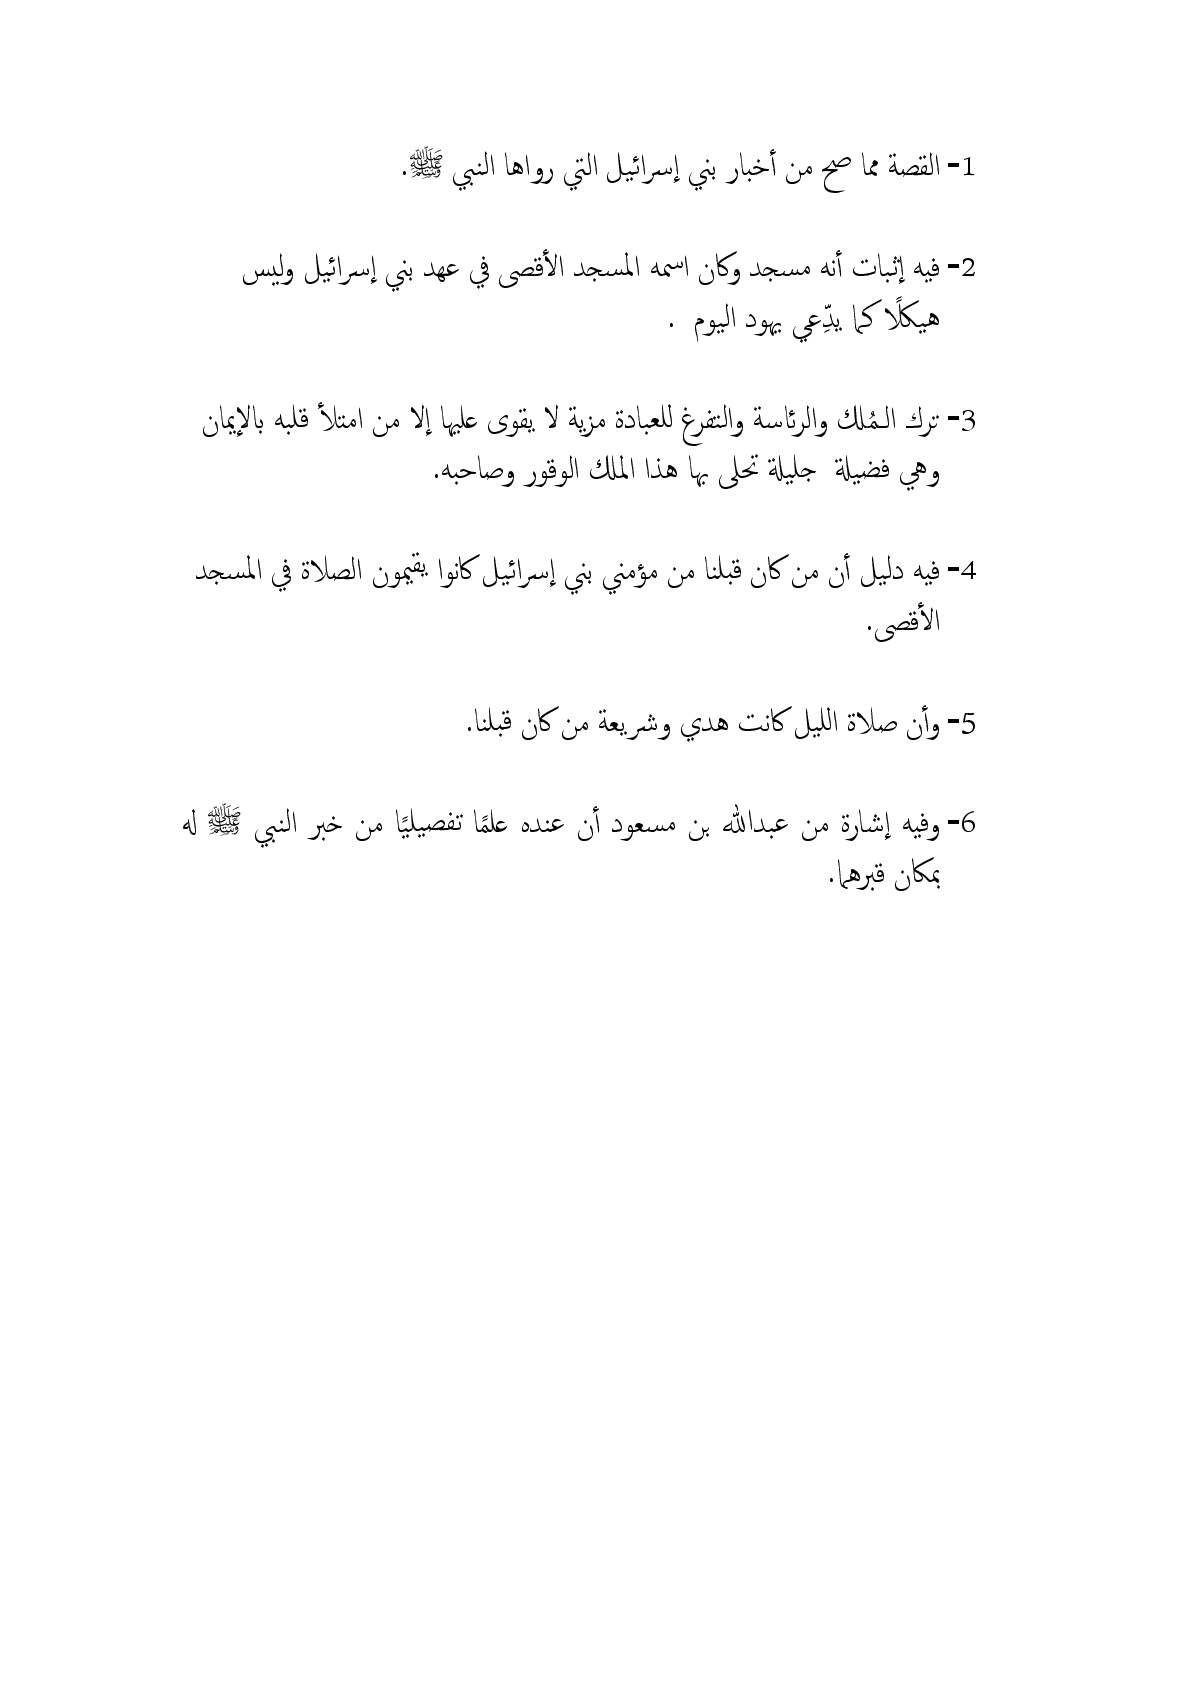 1- القصة مما صح من أخبار بني إسرائيل التي رواها النبي ﷺ.
2- فيه إثبات أنه مسجد وكان اسمه المسجد الأقصى في عهد بني إسرائيل وليس
هيكلًا كما يدِّعي يهود اليوم .
3- ترك الـمُلك والرئاسة والتفرغ للعبادة مزية لا يقوى عليها إلا من امتلأ قلبه بالإيمان
وهي فضيلة جليلة تحلى بها هذا الملك الوقور وصاحبه.
4- فيه دليل أن من كان قبلنا من مؤمني بني إسرائيل كانوا يقيمون الصلاة في المسجد
الأقصى.
5- وأن صلاة الليل كانت هدي وشريعة من كان قبلنا.
6- وفيه إشارة من عبدالله بن مسعود أن عنده علمًا تفصيليًا من خبر النبي ﷺ له
بمكان قبرهما.